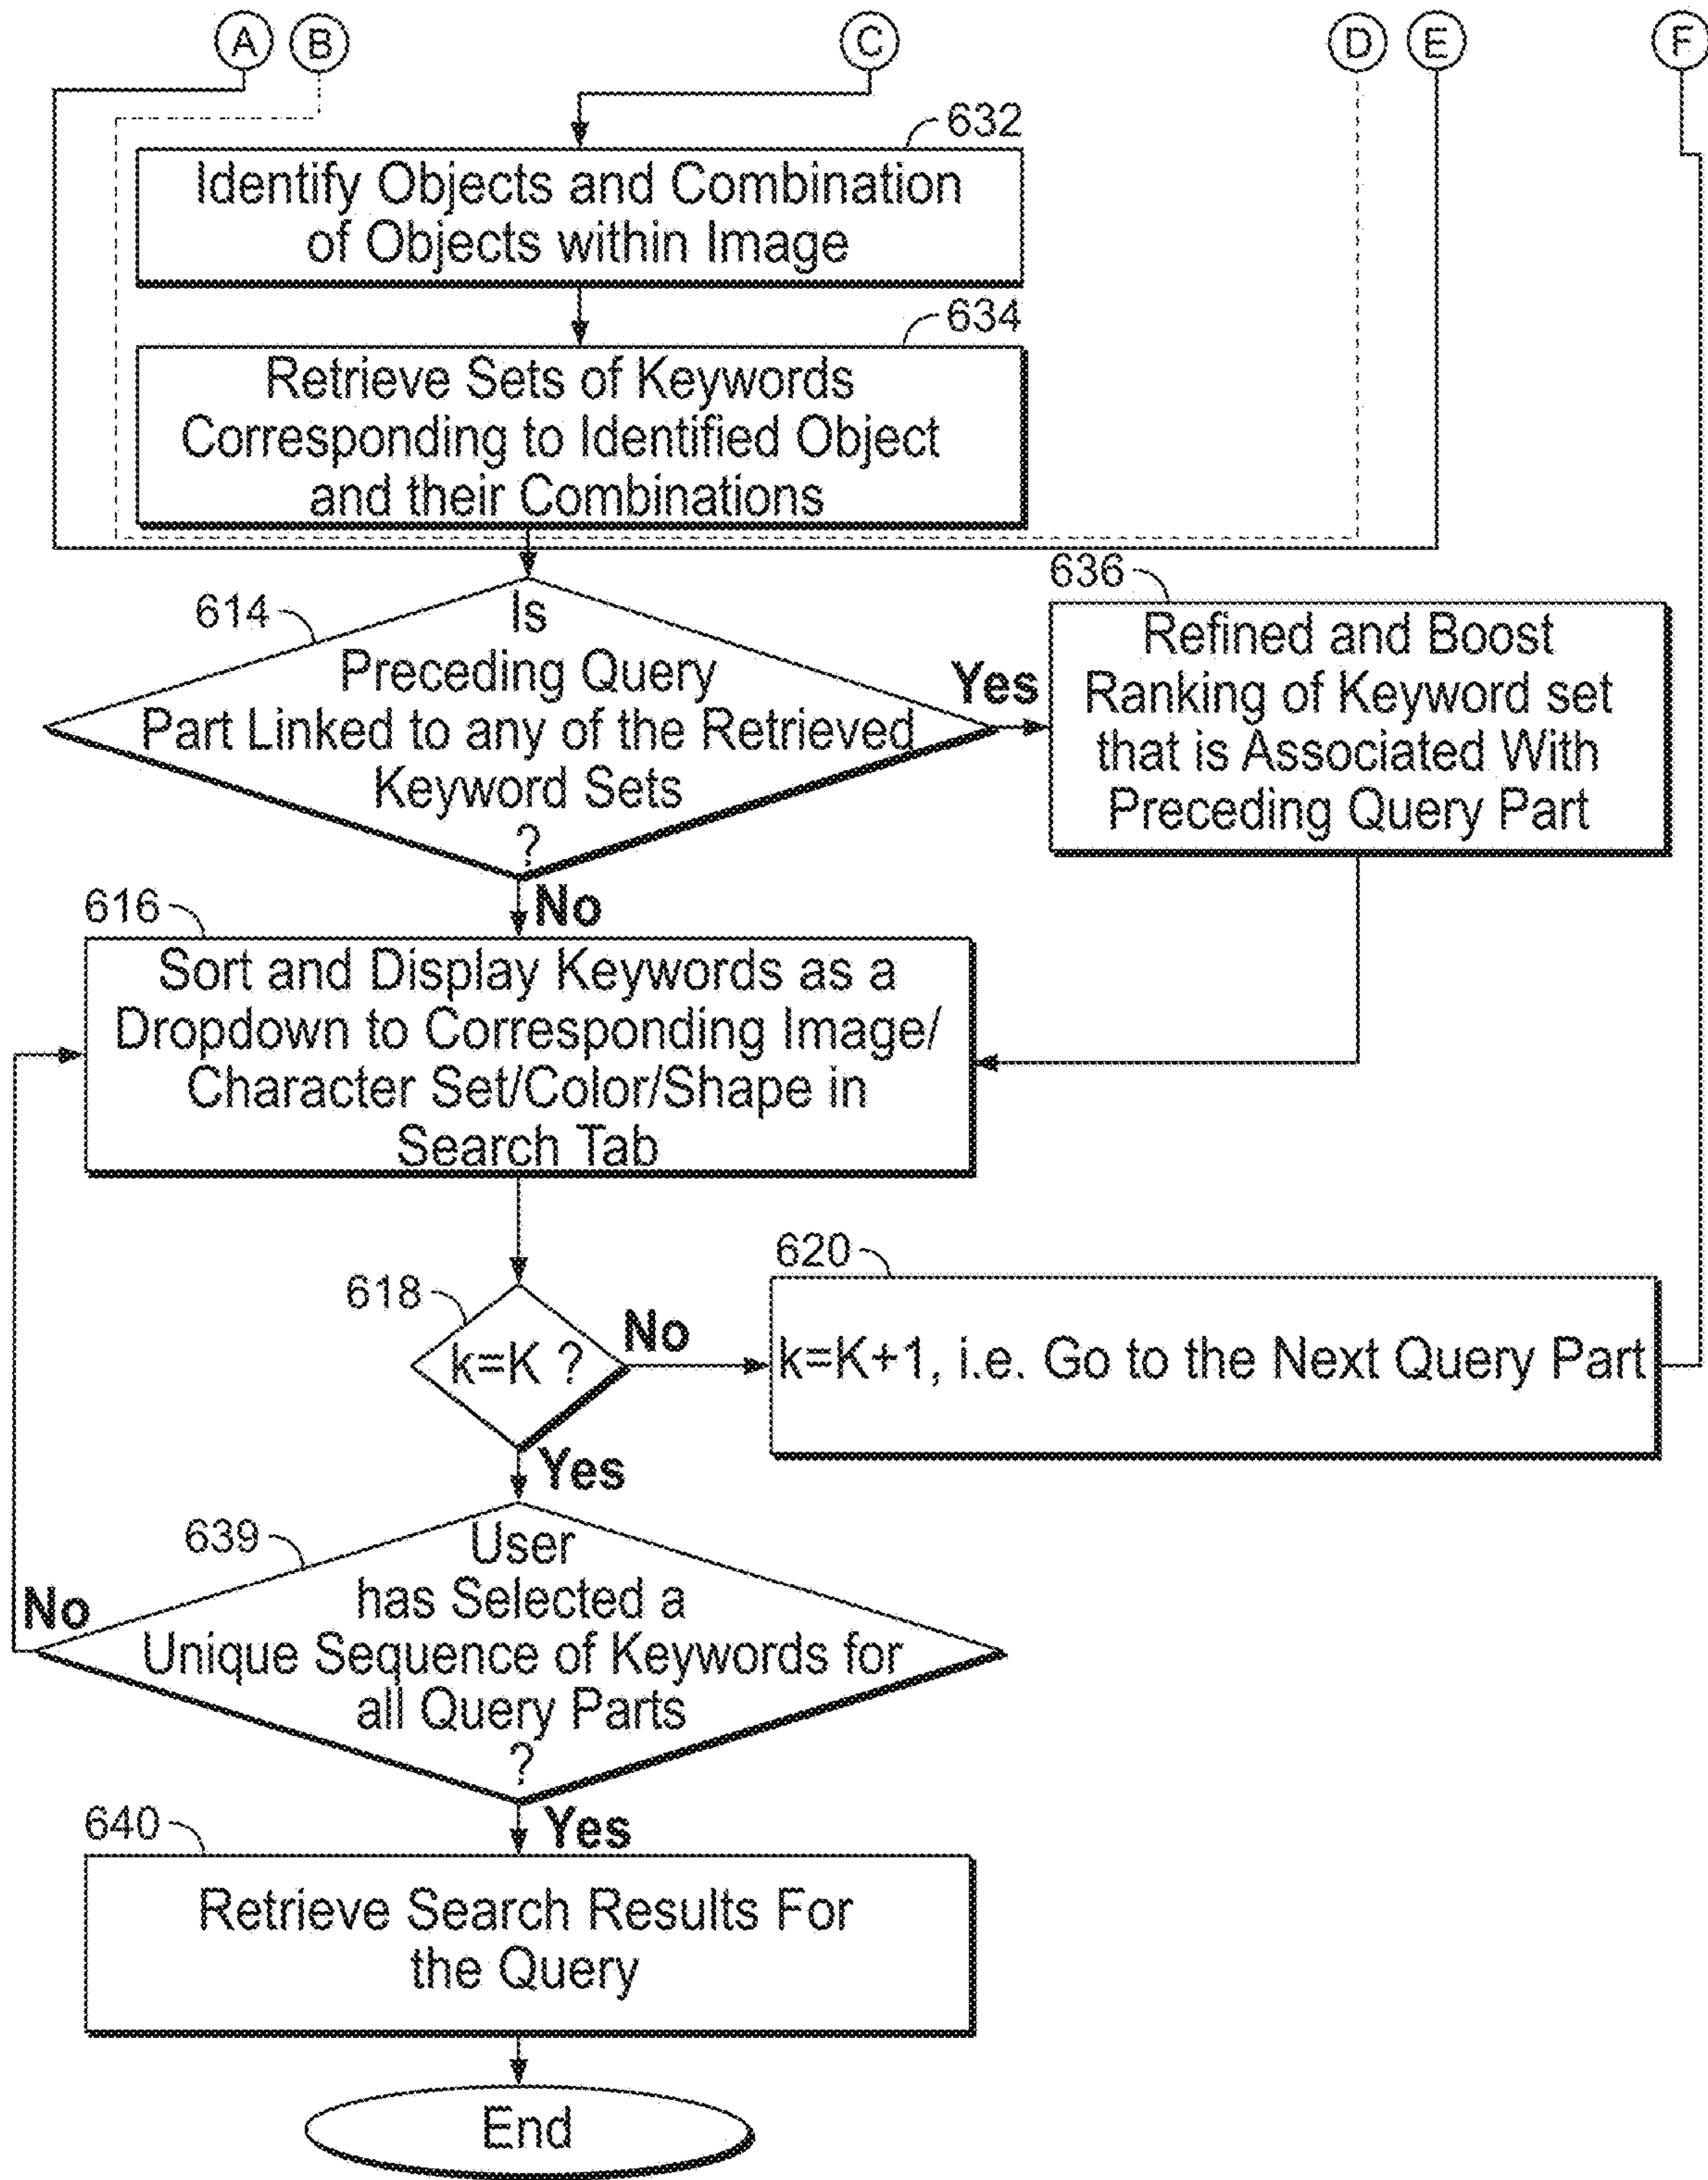 A B C D E F
632
Identify Objects and Combination
of Objects within Image
634
Retrieve Sets of Keywords
Corresponding to Identified Object
and their Combinations
614
Is
Preceding Query
Part Linked to any of the Retrieved
Keyword Sets
?
Yes
636
Refined and Boost
Ranking of Keyword set
that is Associated With
Preceding Query Part
No
616
Sort and Display Keywords as a
Dropdown to Corresponding Image/
Character Set/Color/Shape in
Search Tab
618
k=K ?
No
620
k=K+1, i.e. Go to the Next Query Part
Yes
639
User
has Selected a
Unique Sequence of Keywords for
all Query Parts
?
No
Yes
640
Retrieve Search Results For
the Query
End